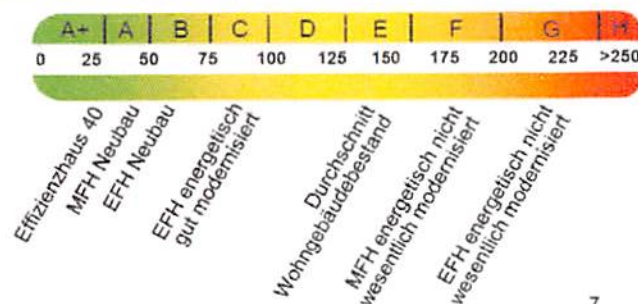 A+ A B C D E F G H
0 25 50 75 100 125 150 175 200 225 >250
Effizienzhaus 40
MFH Neubau
EFH Neubau
EFH energetisch
gut modernisiert
Durchschnitt
Wohngebäudebestand
MFH energetisch nicht
wesentlich modernisiert
EFH energetisch nicht
wesentlich modernisiert
7